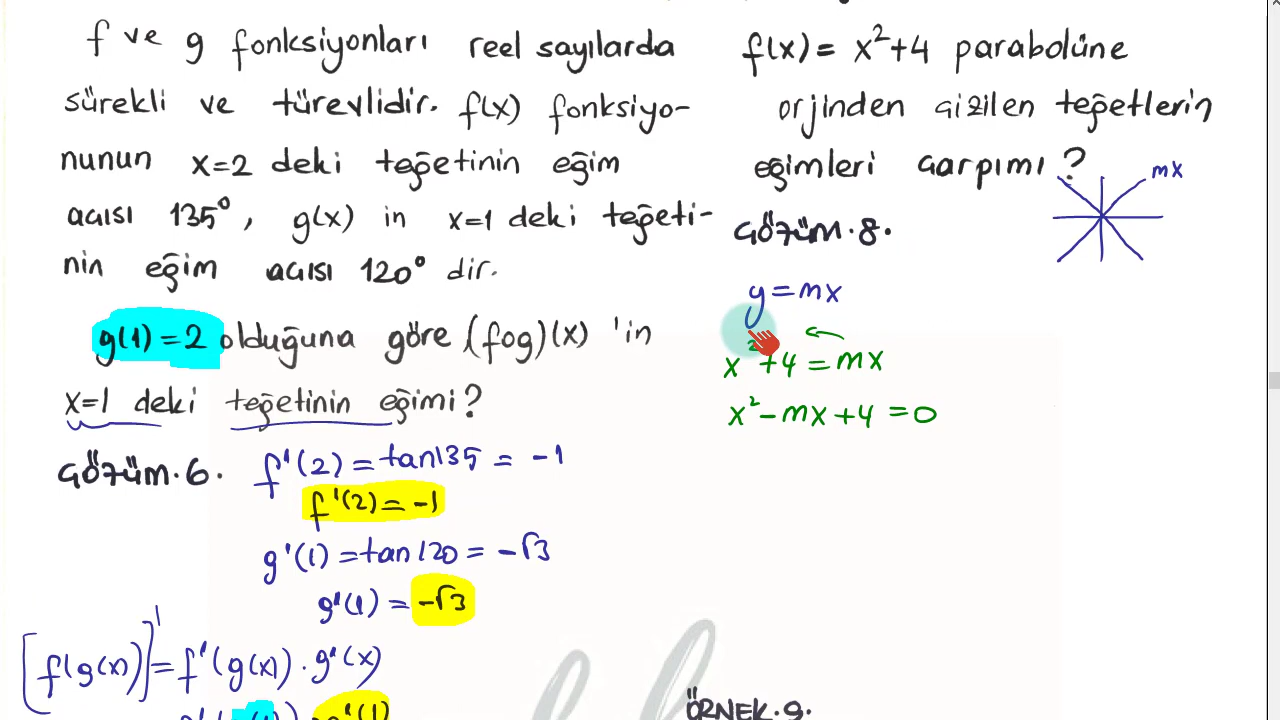 f ve g fonksiyonları reel sayılarda
sürekli ve türevlidir. f(x) fonksiyo-
nunun x=2 deki teğetinin eğim
açısı 135°, g(x) in x=1 deki teğeti-
nin eğim açısı 120° dir.
g(1)=2 olduğuna göre (fog)(x) 'in
x=1 deki teğetinin eğimi?
çözüm.6.
f'(2) = tan135 = -1
f'(2) = -1
g'(1) = tan120 = -√3
g'(1) = -√3
[f(g(x))]' = f'(g(x)).g'(x)
f(x) = x²+4 parabolüne
orjinden çizilen teğetlerin
eğimleri çarpımı?
mx
çözüm.8.
y = mx
x²+4 = mx
x²-mx+4 = 0
ÖRNEK.9.